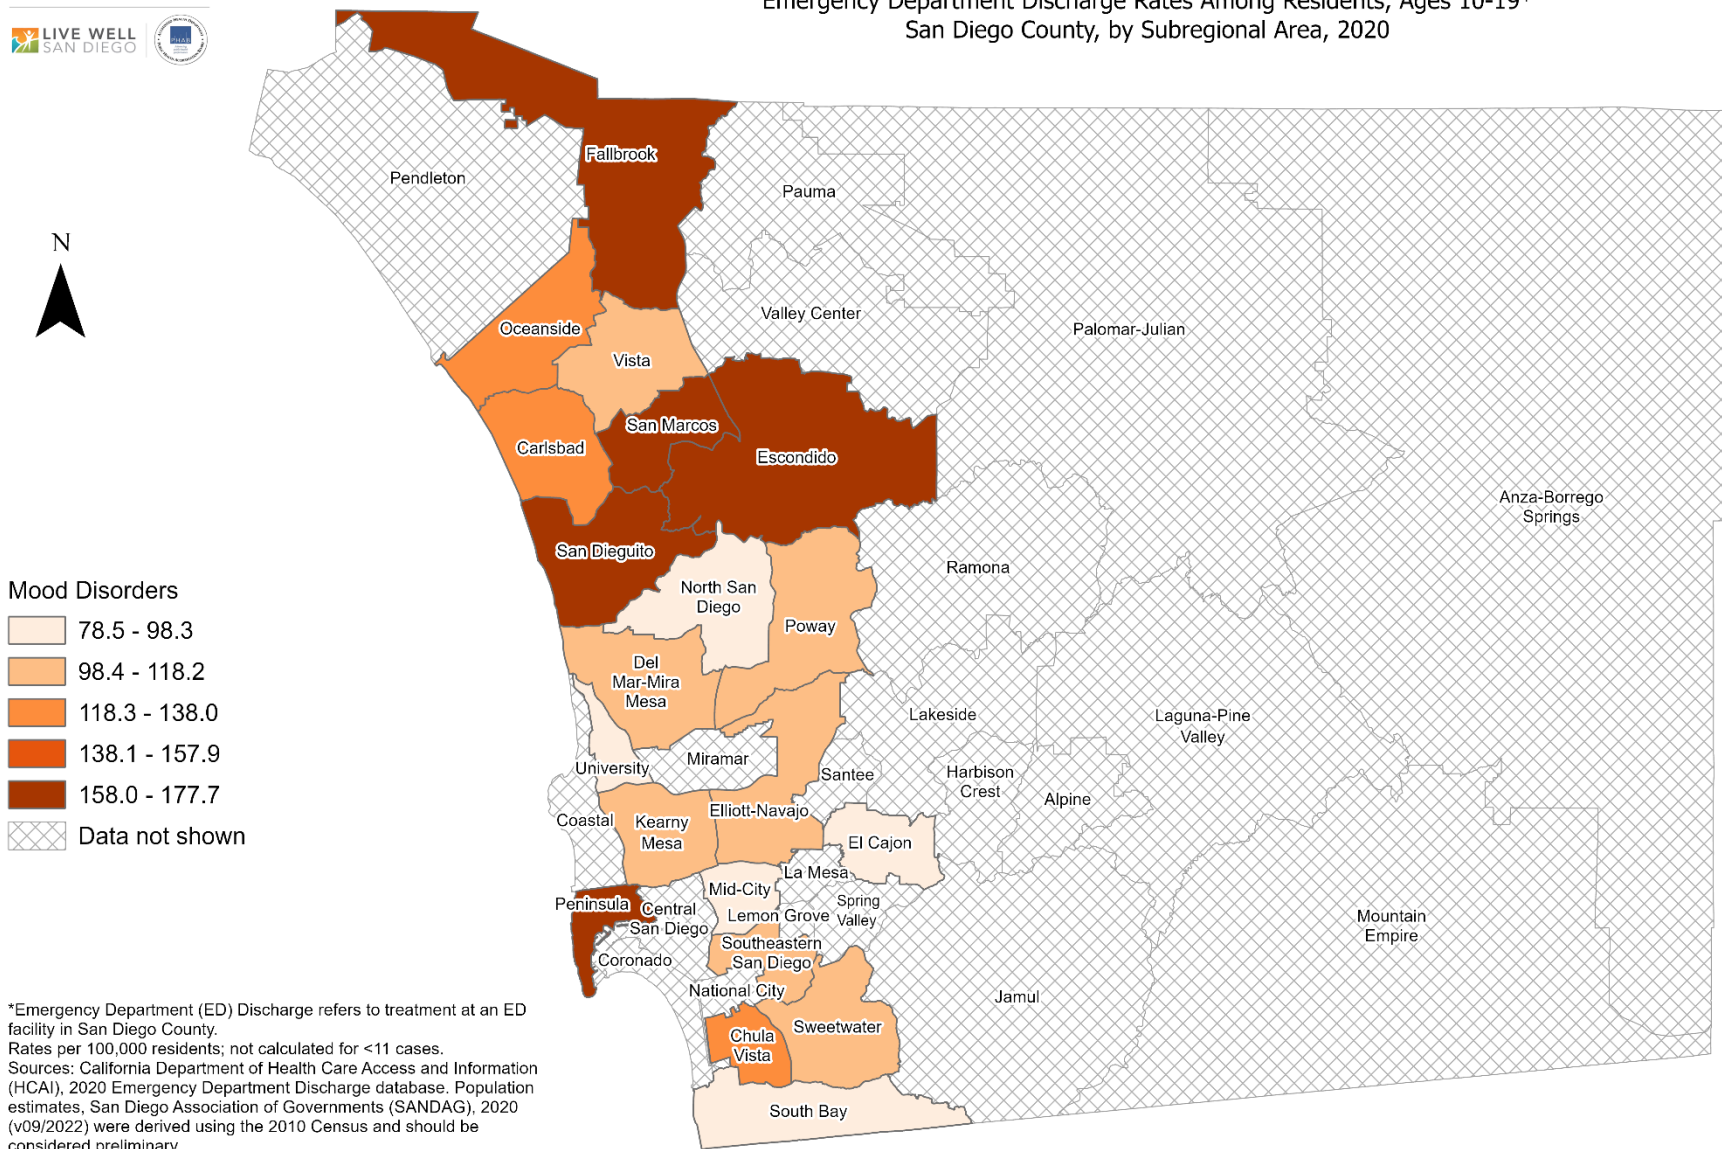 Emergency Department Discharge Rates Among Residents, Ages 10-19*
San Diego County, by Subregional Area, 2020
LIVE WELL
SAN DIEGO
PHAB
N
Fallbrook
Pendleton
Pauma
Valley Center
Palomar-Julian
Oceanside
Vista
San Marcos
Carlsbad
Escondido
Anza-Borrego
Springs
San Dieguito
Ramona
North San
Diego
Poway
Del
Mar-Mira
Mesa
Lakeside
Laguna-Pine
Valley
Miramar
University
Santee
Harbison
Crest
Alpine
Coastal
Kearny
Mesa
Elliott-Navajo
El Cajon
La Mesa
Mid-City
Peninsula
Central
San Diego
Lemon Grove
Spring
Valley
Mountain
Empire
Southeastern
San Diego
Coronado
National City
Jamul
Chula
Vista
Sweetwater
South Bay
Mood Disorders
78.5 - 98.3
98.4 - 118.2
118.3 - 138.0
138.1 - 157.9
158.0 - 177.7
Data not shown
*Emergency Department (ED) Discharge refers to treatment at an ED
facility in San Diego County.
Rates per 100,000 residents; not calculated for <11 cases.
Sources: California Department of Health Care Access and Information
(HCAI), 2020 Emergency Department Discharge database. Population
estimates, San Diego Association of Governments (SANDAG), 2020
(v09/2022) were derived using the 2010 Census and should be
considered preliminary